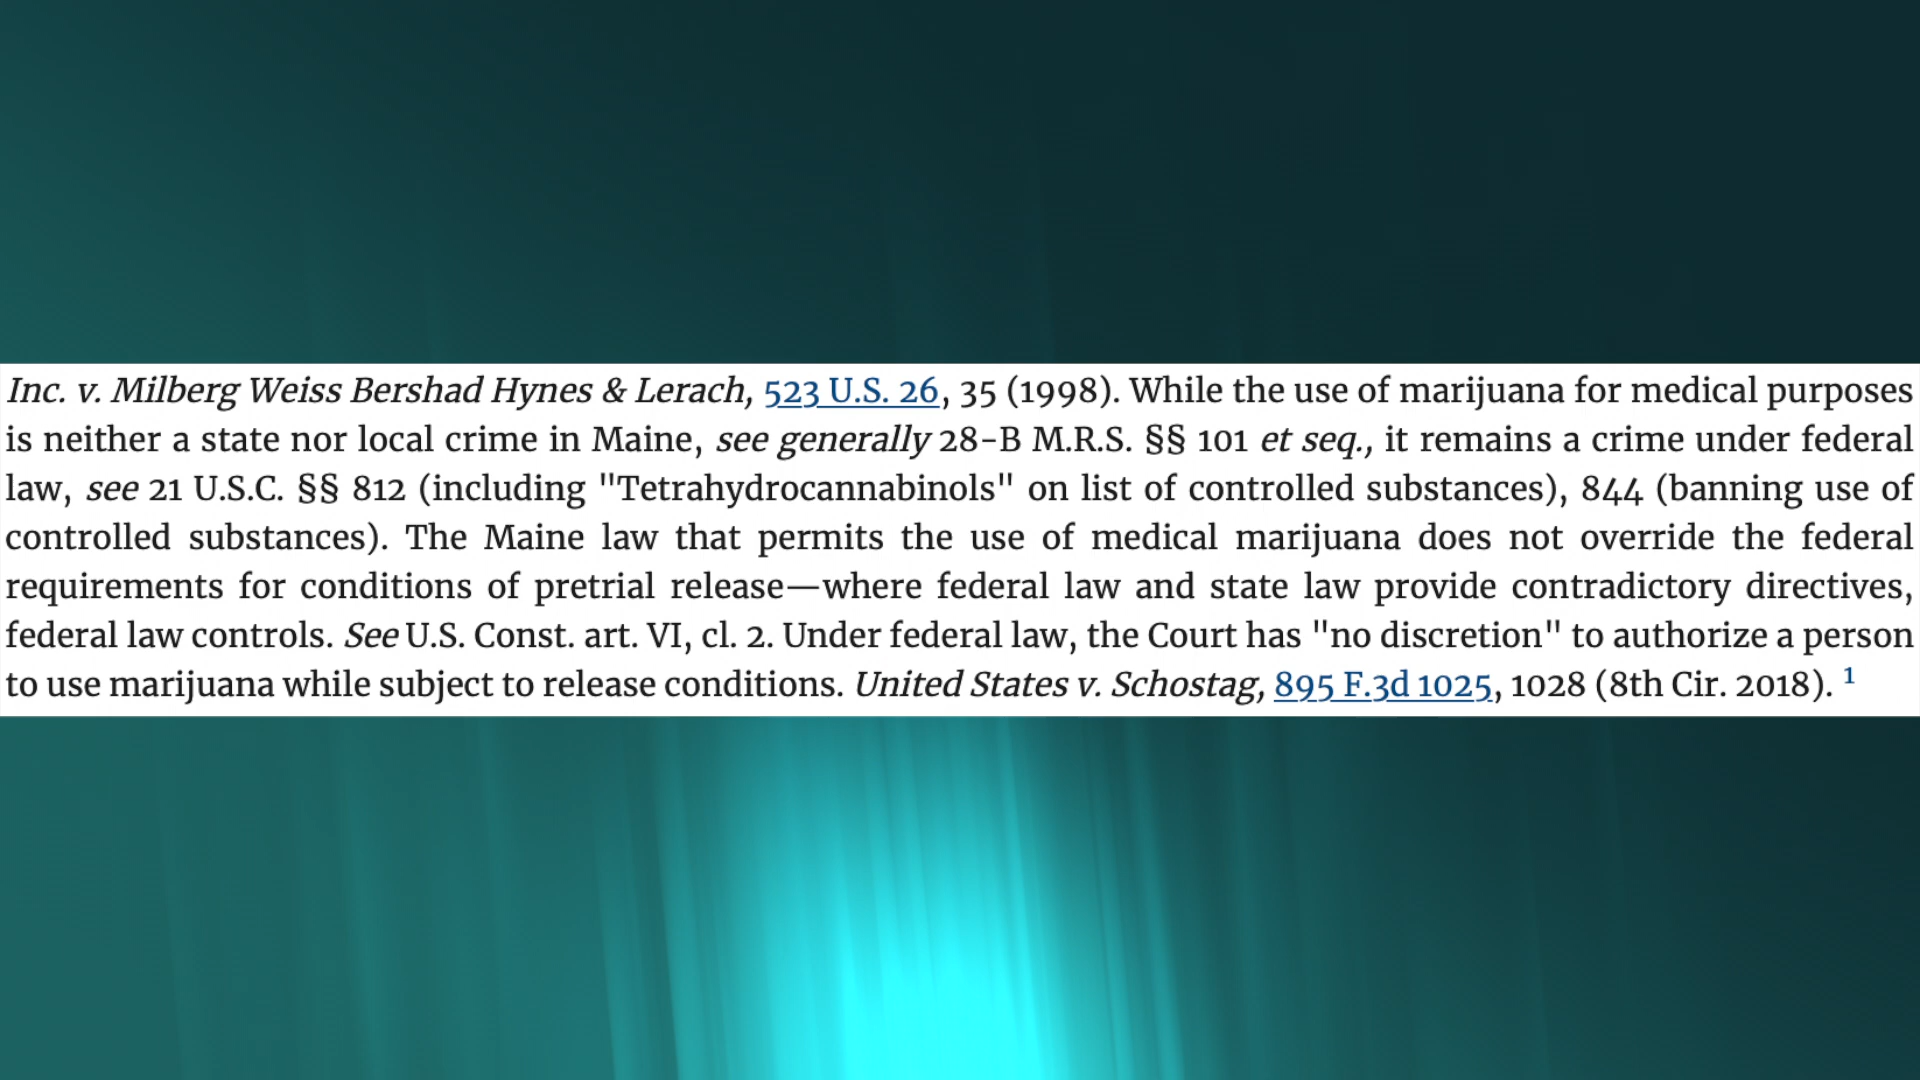 Inc. v. Milberg Weiss Bershad Hynes & Lerach, 523 U.S. 26, 35 (1998). While the use of marijuana for medical purposes
is neither a state nor local crime in Maine, see generally 28-B M.R.S. §§ 101 et seq., it remains a crime under federal
law, see 21 U.S.C. §§ 812 (including "Tetrahydrocannabinols" on list of controlled substances), 844 (banning use of
controlled substances). The Maine law that permits the use of medical marijuana does not override the federal
requirements for conditions of pretrial release—where federal law and state law provide contradictory directives,
federal law controls. See U.S. Const. art. VI, cl. 2. Under federal law, the Court has "no discretion" to authorize a person
to use marijuana while subject to release conditions. United States v. Schostag, 895 F.3d 1025, 1028 (8th Cir. 2018). 1